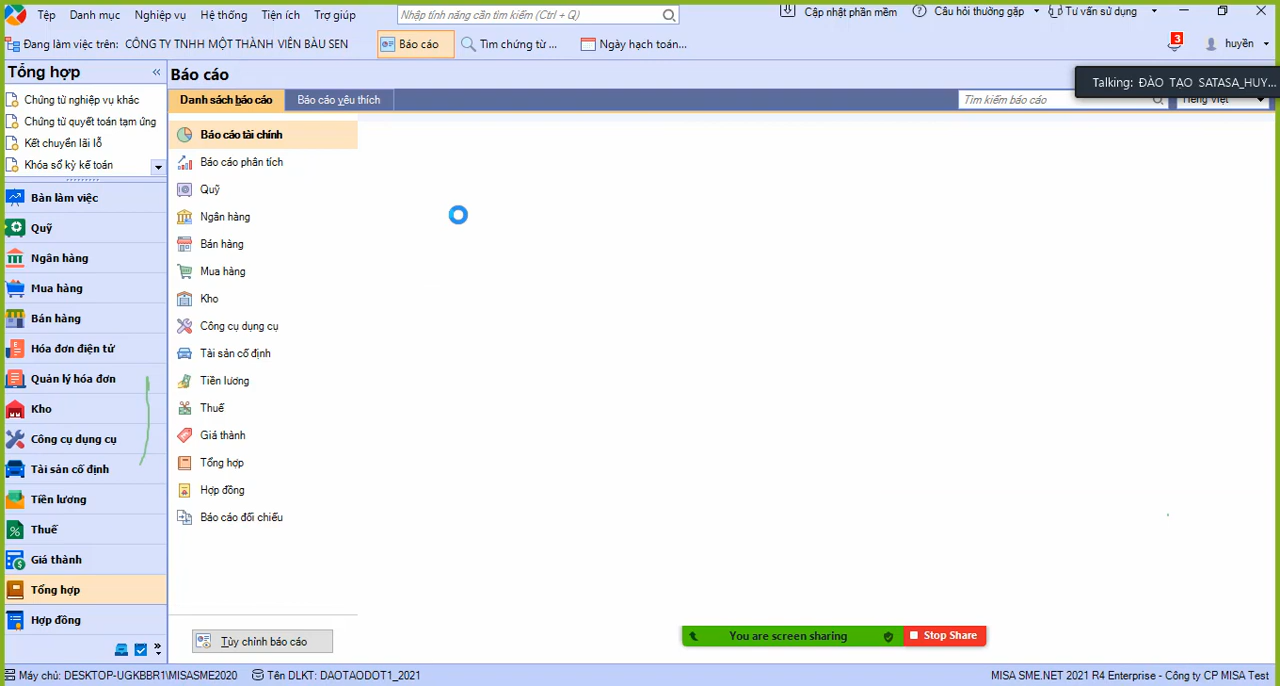 Tệp Danh mục Nghiệp vụ Hệ thống Tiện ích Trợ giúp
Nhập tính năng cần tìm kiếm (Ctrl + Q)
Cập nhật phần mềm Câu hỏi thường gặp Tư vấn sử dụng
Đang làm việc trên: CÔNG TY TNHH MỘT THÀNH VIÊN BÀU SEN
Báo cáo Tìm chứng từ ... Ngày hạch toán...
3
huyền
Tổng hợp «
Chứng từ nghiệp vụ khác
Chứng từ quyết toán tạm ứng
Kết chuyển lãi lỗ
Khóa sổ kỳ kế toán
Bàn làm việc
Quỹ
Ngân hàng
Mua hàng
Bán hàng
Hóa đơn điện tử
Quản lý hóa đơn
Kho
Công cụ dụng cụ
Tài sản cố định
Tiền lương
Thuế
Giá thành
Tổng hợp
Hợp đồng
Báo cáo
Talking: ĐÀO TAO SATASA_HUY...
Danh sách báo cáo Báo cáo yêu thích
Tìm kiếm báo cáo
Tiếng Việt
Báo cáo tài chính
Báo cáo phân tích
Quỹ
Ngân hàng
Bán hàng
Mua hàng
Kho
Công cụ dụng cụ
Tài sản cố định
Tiền lương
Thuế
Giá thành
Tổng hợp
Hợp đồng
Báo cáo đối chiếu
Tùy chỉnh báo cáo
You are screen sharing Stop Share
Máy chủ: DESKTOP-UGKBBR1\MISASME2020 Tên DLKT: DAOTAODOT1_2021
MISA SME.NET 2021 R4 Enterprise - Công ty CP MISA Test